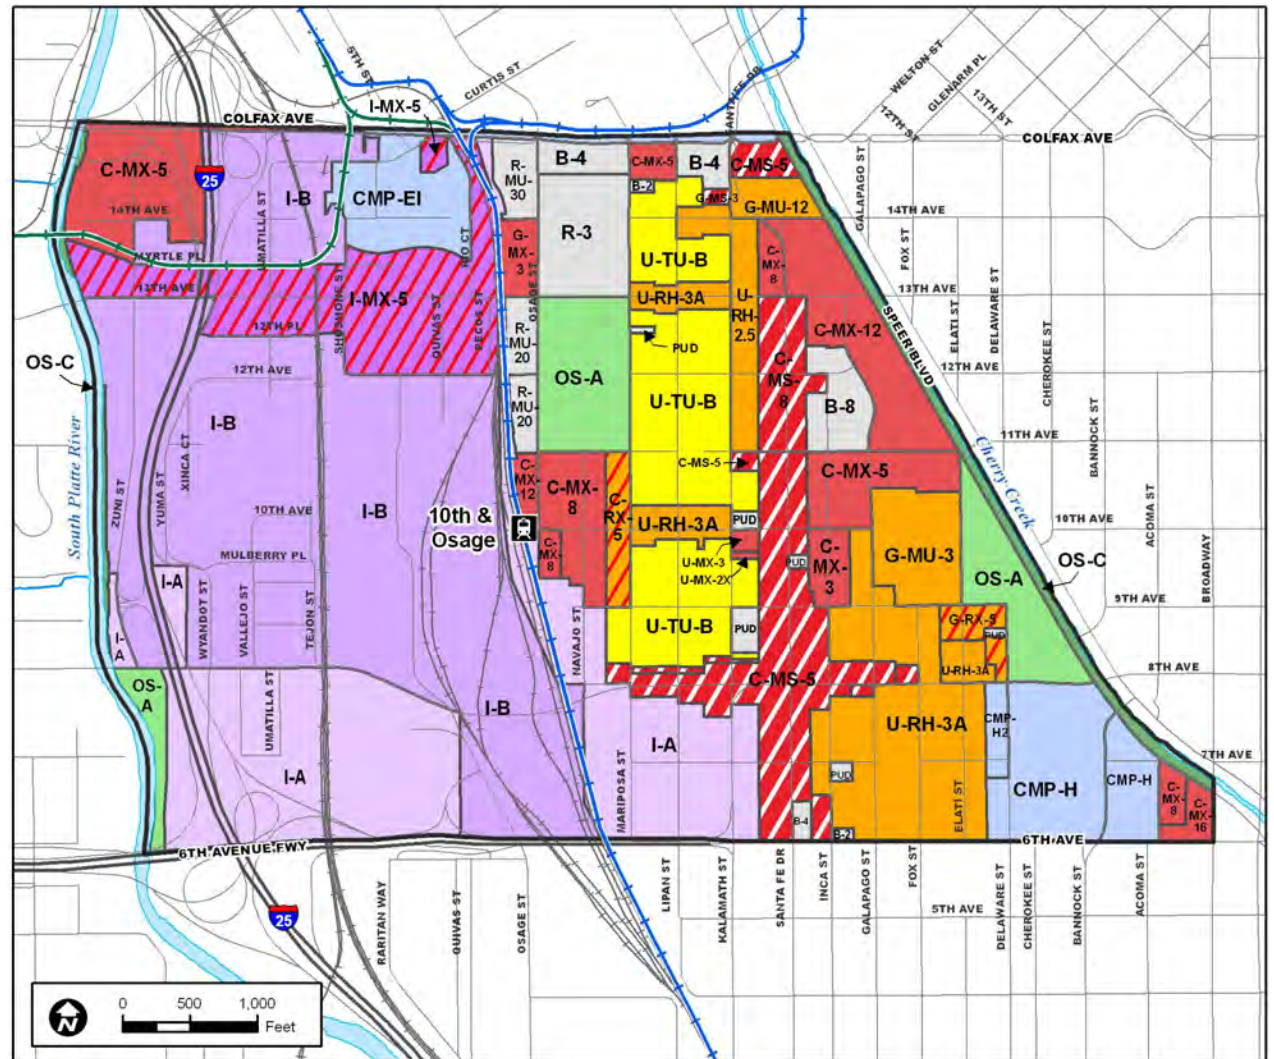 5TH ST
CURTIS ST
SANTA FE DR
WELTON ST
GLENARM PL
13TH ST
12TH ST
I-MX-5
COLFAX AVE
COLFAX AVE
C-MX-5
25
I-B
CMP-EI
R-
MU-
30
B-4
C-MX-5
B-4
C-MS-5
B-2
G-MS-3
G-MU-12
14TH AVE
UMATILLA ST
GALAPAGO ST
14TH AVE
R-3
G-
MX-
3
OSAGE ST
RIO CT
MYRTLE PL
U-TU-B
C-
MX-
8
FOX ST
13TH AVE
I-MX-5
U-RH-3A
U-
RH-
2.5
13TH AVE
12TH PL
SHOSHONE ST
QUIVAS ST
PECOS ST
R-
MU-
20
PUD
C-MX-12
SPEER BLVD
ELATI ST
DELAWARE ST
CHEROKEE ST
OS-C
12TH AVE
OS-A
C-
MS-
8
12TH AVE
R-
MU-
20
U-TU-B
B-8
I-B
XINCA CT
11TH AVE
BANNOCK ST
South Platte River
Cherry Creek
C-MS-5
C-
MX-
12
C-MX-
8
C-
RX-
5
C-MX-5
ZUNI ST
YUMA ST
10TH AVE
I-B
10th &
Osage
U-RH-3A
PUD
10TH AVE
ACOMA ST
MULBERRY PL
C-
MX-
8
U-MX-3
U-MX-2X
PUD
C-
MX-
3
G-MU-3
OS-A
OS-C
BROADWAY
I-A
WYANDOT ST
VALLEJO ST
TEJON ST
9TH AVE
I-
A
NAVAJO ST
U-TU-B
PUD
G-RX-5
PUD
8TH AVE
OS-
A
UMATILLA ST
C-MS-5
U-RH-3A
I-B
I-A
U-RH-3A
CMP-
H2
7TH AVE
I-A
MARIPOSA ST
PUD
ELATI ST
CMP-H
CMP-H
C-
MX-
8
C-
MX-
16
B-4
B-2
6TH AVENUE FWY
6TH AVE
25
RARITAN WAY
QUIVAS ST
OSAGE ST
LIPAN ST
KALAMATH ST
SANTA FE DR
INCA ST
GALAPAGO ST
FOX ST
5TH AVE
DELAWARE ST
CHEROKEE ST
BANNOCK ST
ACOMA ST
N
0 500 1,000
Feet